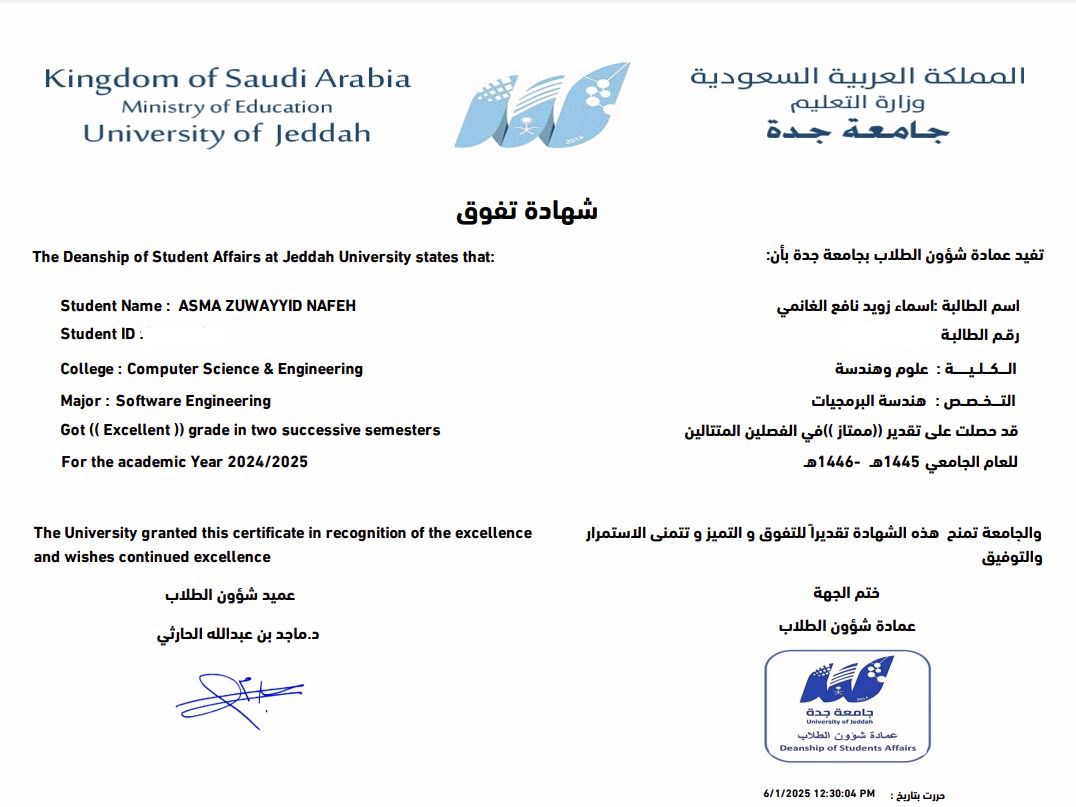 Kingdom of Saudi Arabia
Ministry of Education
University of Jeddah
2014
المملكة العربية السعودية
وزارة التعليم
جامعة جدة
شهادة تفوق
The Deanship of Student Affairs at Jeddah University states that:
تفيد عمادة شؤون الطلاب بجامعة جدة بأن:
Student Name : ASMA ZUWAYYID NAFEH
اسم الطالبة :اسماء زويد نافع الغانمي
Student ID :
رقم الطالبة
College : Computer Science & Engineering
الــكــلــيــــة : علوم وهندسة
Major : Software Engineering
التــخــصــص : هندسة البرمجيات
Got (( Excellent )) grade in two successive semesters
قد حصلت على تقدير ((ممتاز ))في الفصلين المتتالين
For the academic Year 2024/2025
للعام الجامعي 1445هـ -1446هـ
The University granted this certificate in recognition of the excellence
and wishes continued excellence
والجامعة تمنح هذه الشهادة تقديراً للتفوق و التميز و تتمنى الاستمرار
والتوفيق
عميد شؤون الطلاب
د.ماجد بن عبدالله الحارثي
ختم الجهة
عمادة شؤون الطلاب
2014
جامعة جدة
University of Jeddah
عمادة شؤون الطلاب
Deanship of Students Affairs
حررت بتاريخ : 6/1/2025 12:30:04 PM